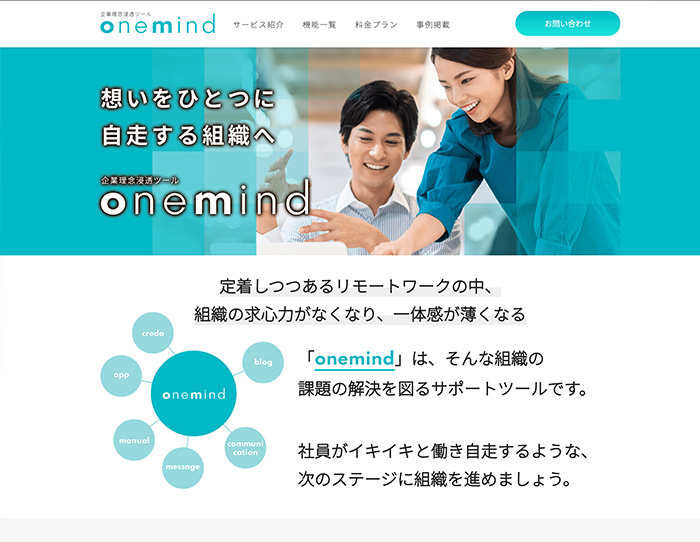 企業理念浸透ツール
onemind
サービス紹介
機能一覧
料金プラン
事例掲載
お問い合わせ
想いをひとつに
自走する組織へ
企業理念浸透ツール
onemind
定着しつつあるリモートワークの中、
組織の求心力がなくなり、一体感が薄くなる
credo
blog
app
onemind
manual
communi
cation
message
「onemind」は、そんな組織の
課題の解決を図るサポートツールです。
社員がイキイキと働き自走するような、
次のステージに組織を進めましょう。